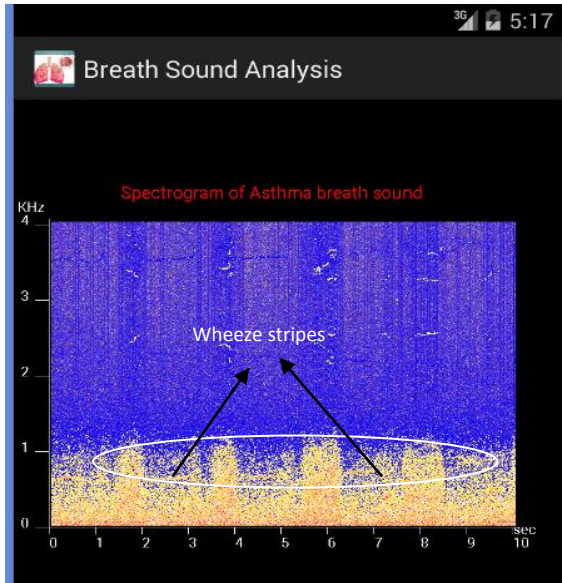 3G 5:17
Breath Sound Analysis
Spectrogram of Asthma breath sound
KHz
4
3
Wheeze stripes
2
1
0
sec
0 1 2 3 4 5 6 7 8 9 10